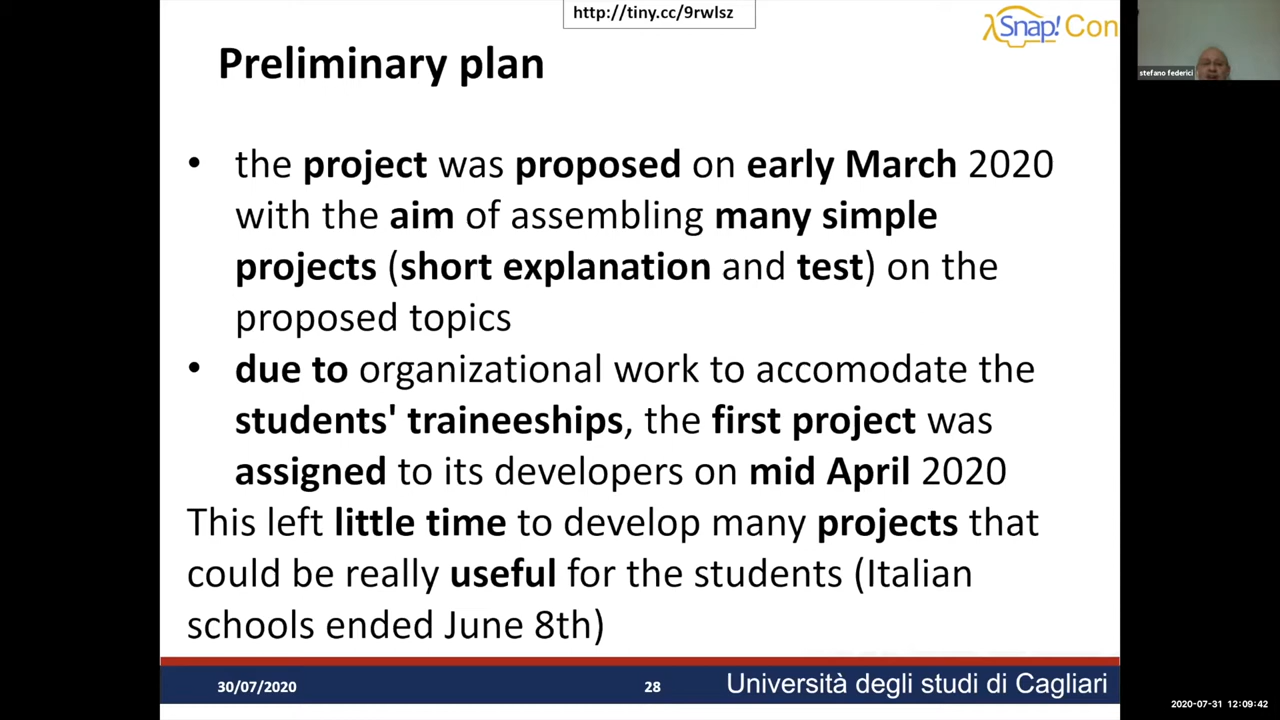 http://tiny.cc/9rwlsz
λSnap! Con
stefano federici
Preliminary plan
• the project was proposed on early March 2020
with the aim of assembling many simple
projects (short explanation and test) on the
proposed topics
• due to organizational work to accomodate the
students' traineeships, the first project was
assigned to its developers on mid April 2020
This left little time to develop many projects that
could be really useful for the students (Italian
schools ended June 8th)
30/07/2020
28
Università degli studi di Cagliari
2020-07-31 12:09:42